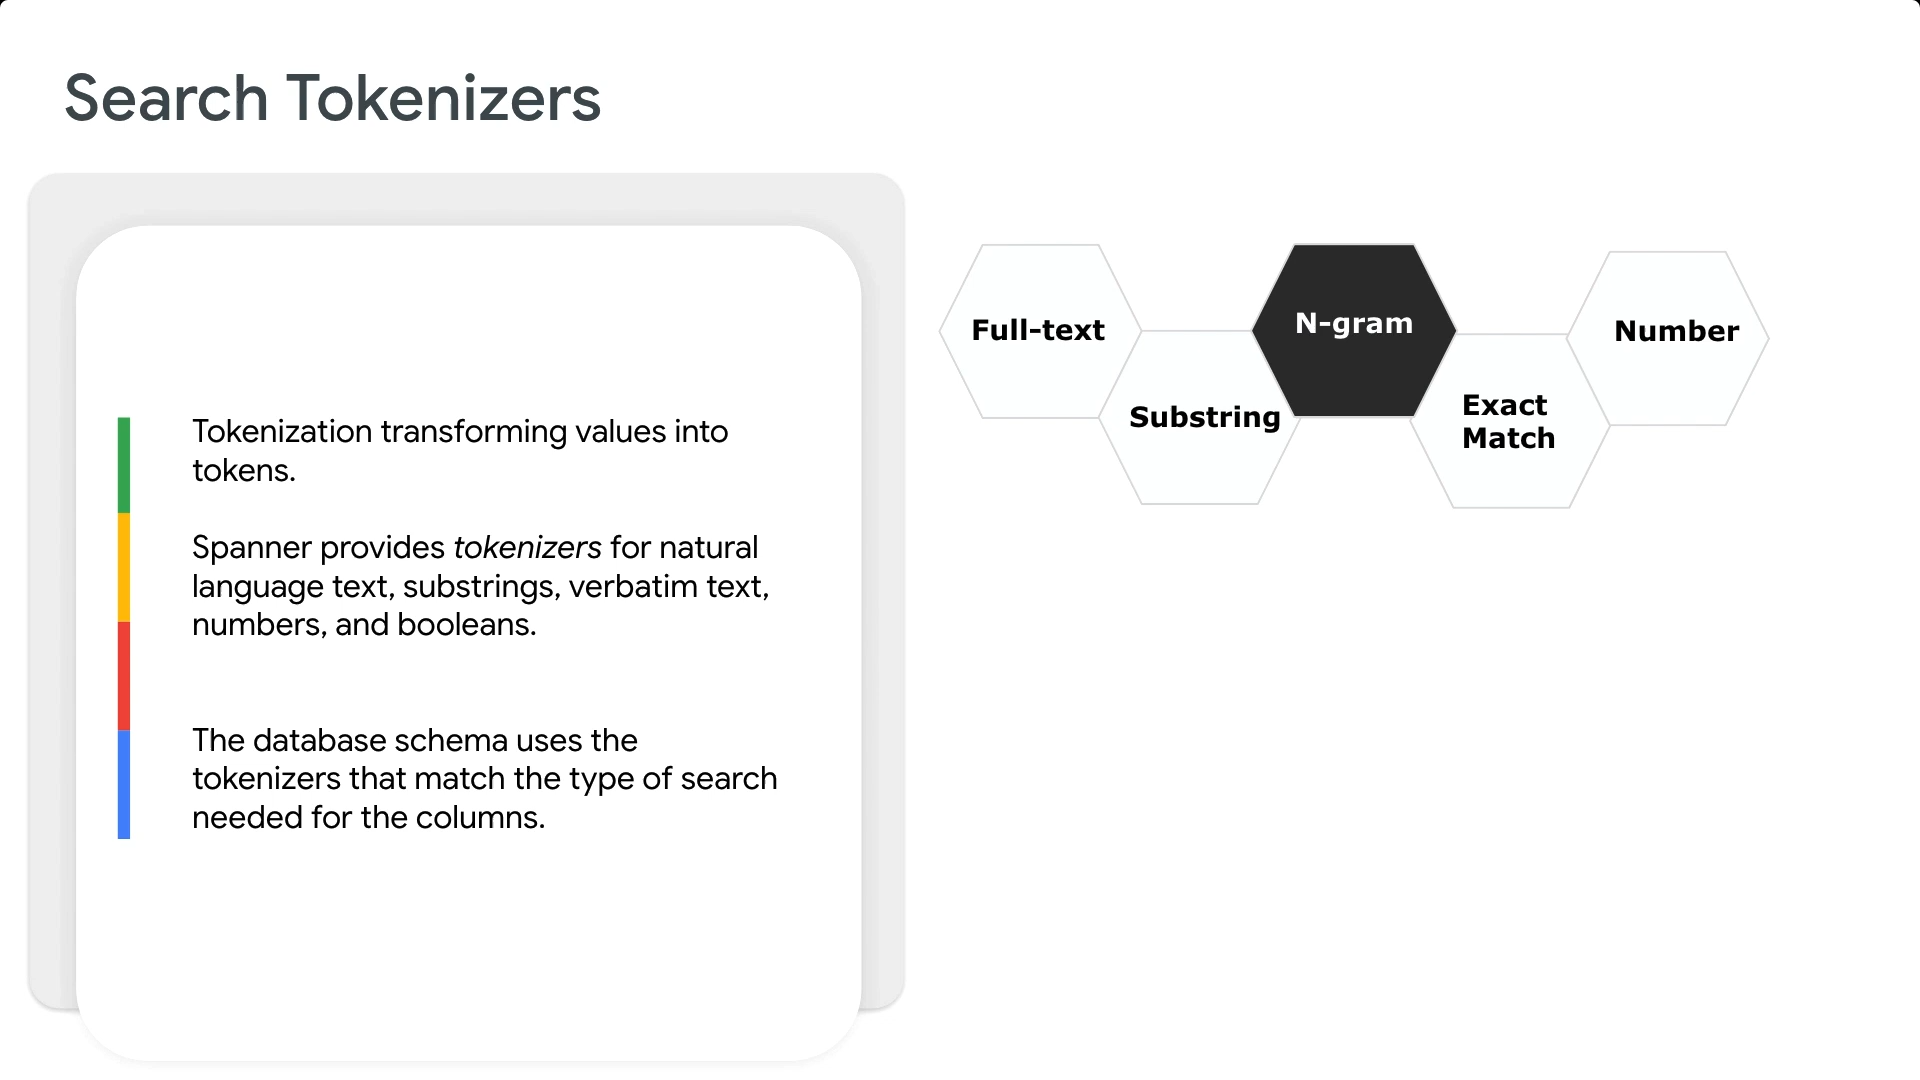 Search Tokenizers
Tokenization transforming values into
tokens.
Spanner provides tokenizers for natural
language text, substrings, verbatim text,
numbers, and booleans.
The database schema uses the
tokenizers that match the type of search
needed for the columns.
Full-text
Substring
N-gram
Exact
Match
Number